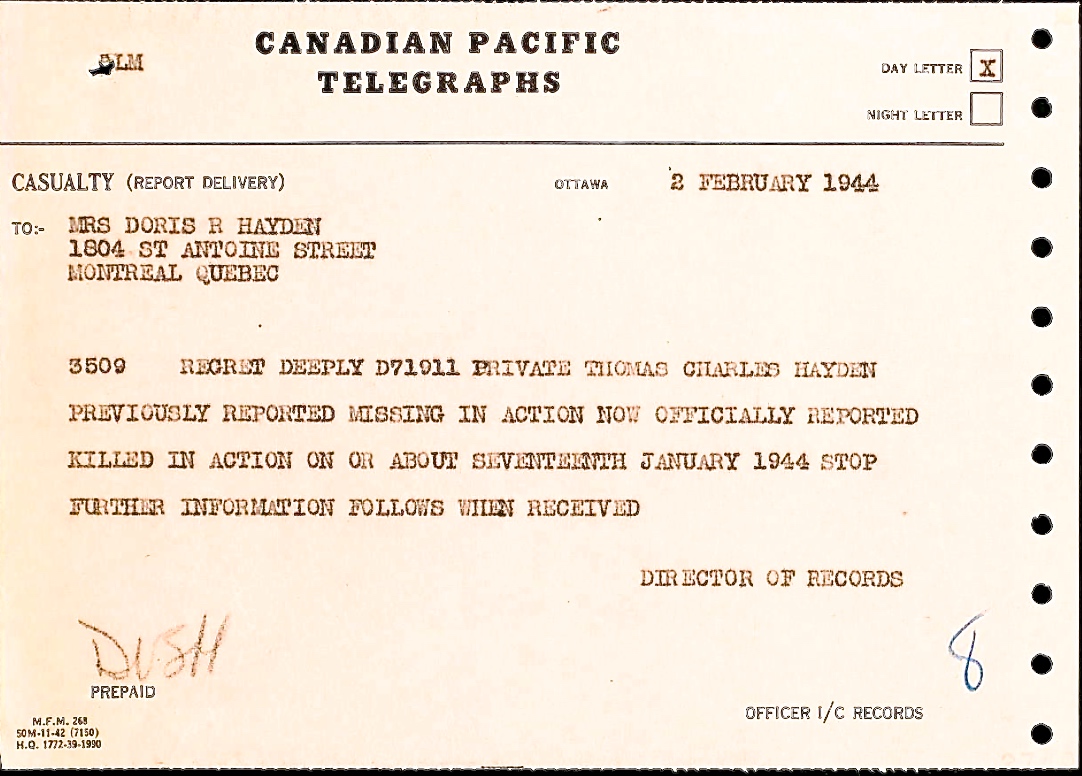 ALM
CANADIAN PACIFIC
TELEGRAPHS
DAY LETTER X
NIGHT LETTER
CASUALTY (REPORT DELIVERY) OTTAWA 2 FEBRUARY 1944
TO:- MRS DORIS R HAYDEN
1804 ST ANTOINE STREET
MONTREAL QUEBEC
3509 REGRET DEEPLY D71911 PRIVATE THOMAS CHARLES HAYDEN
PREVIOUSLY REPORTED MISSING IN ACTION NOW OFFICIALLY REPORTED
KILLED IN ACTION ON OR ABOUT SEVENTEENTH JANUARY 1944 STOP
FURTHER INFORMATION FOLLOWS WHEN RECEIVED
DIRECTOR OF RECORDS
8
PREPAID
OFFICER I/C RECORDS
M.F.M. 268
50M-11-42 (7150)
H.Q. 1772-39-1990